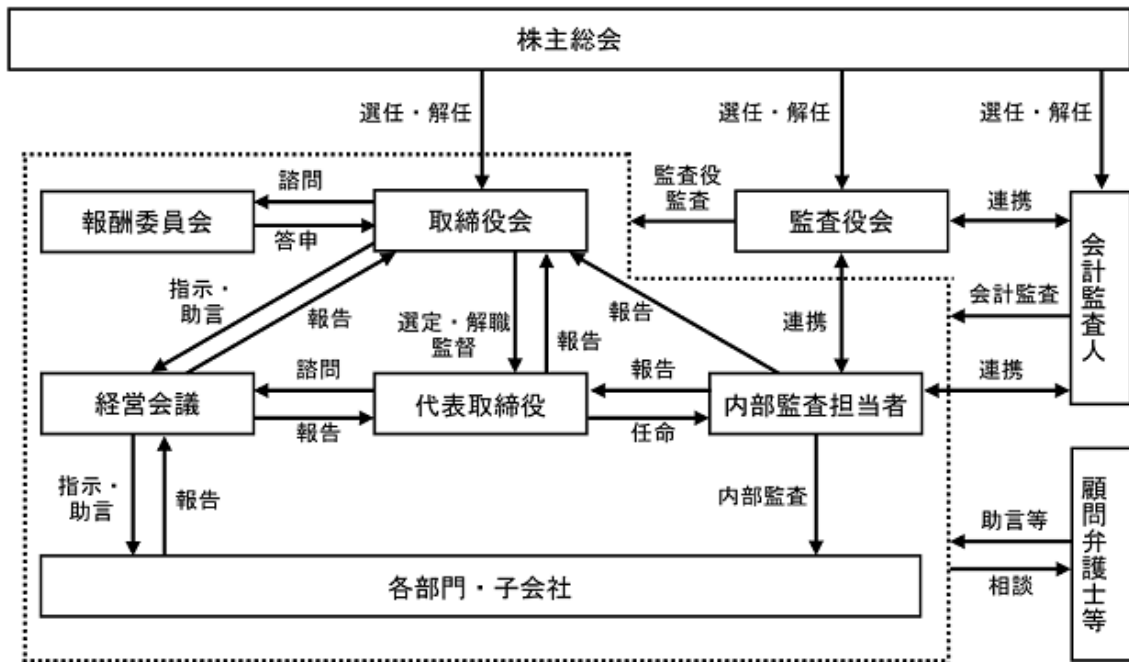 株主総会
選任・解任
選任・解任
選任・解任
諮問
報酬委員会
答申
取締役会
監査役
監査
監査役会
連携
会計監査人
指示・
助言
報告
選定・解職
監督
報告
報告
連携
会計監査
経営会議
諮問
報告
代表取締役
報告
任命
内部監査担当者
連携
指示・
助言
報告
内部監査
顧問弁護士等
助言等
相談
各部門・子会社